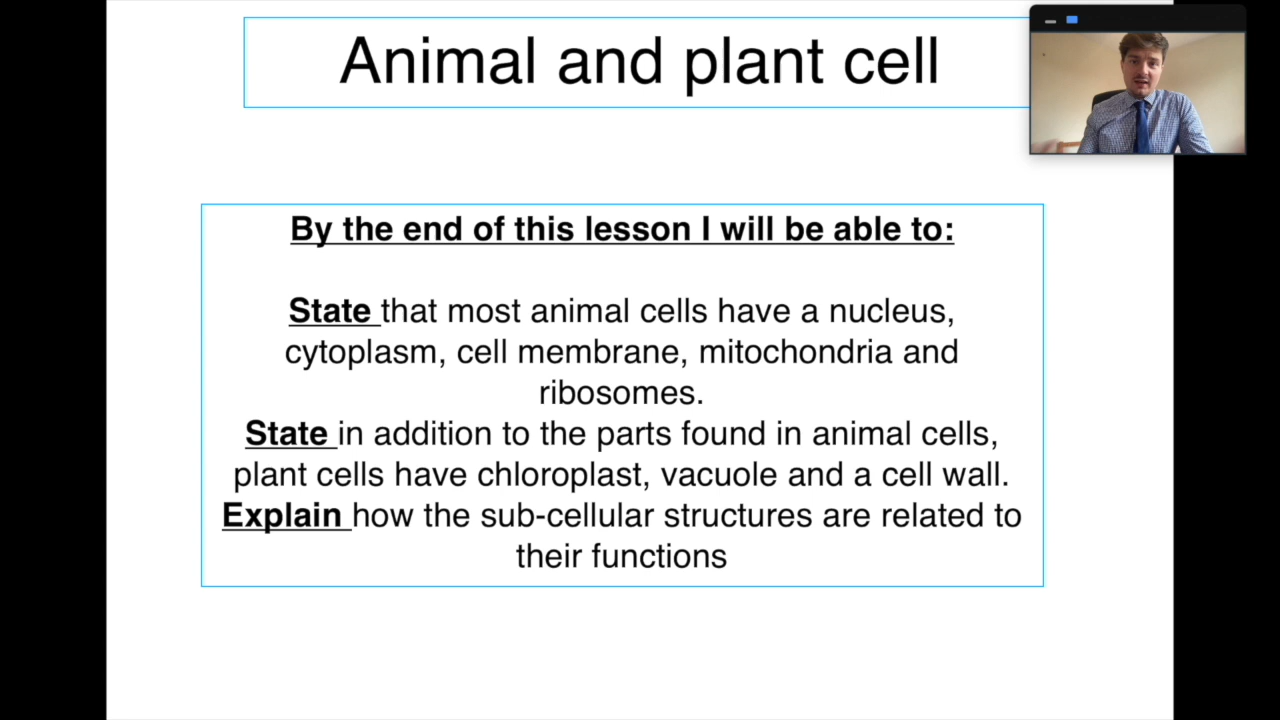 Animal and plant cell
By the end of this lesson I will be able to:
State that most animal cells have a nucleus,
cytoplasm, cell membrane, mitochondria and
ribosomes.
State in addition to the parts found in animal cells,
plant cells have chloroplast, vacuole and a cell wall.
Explain how the sub-cellular structures are related to
their functions